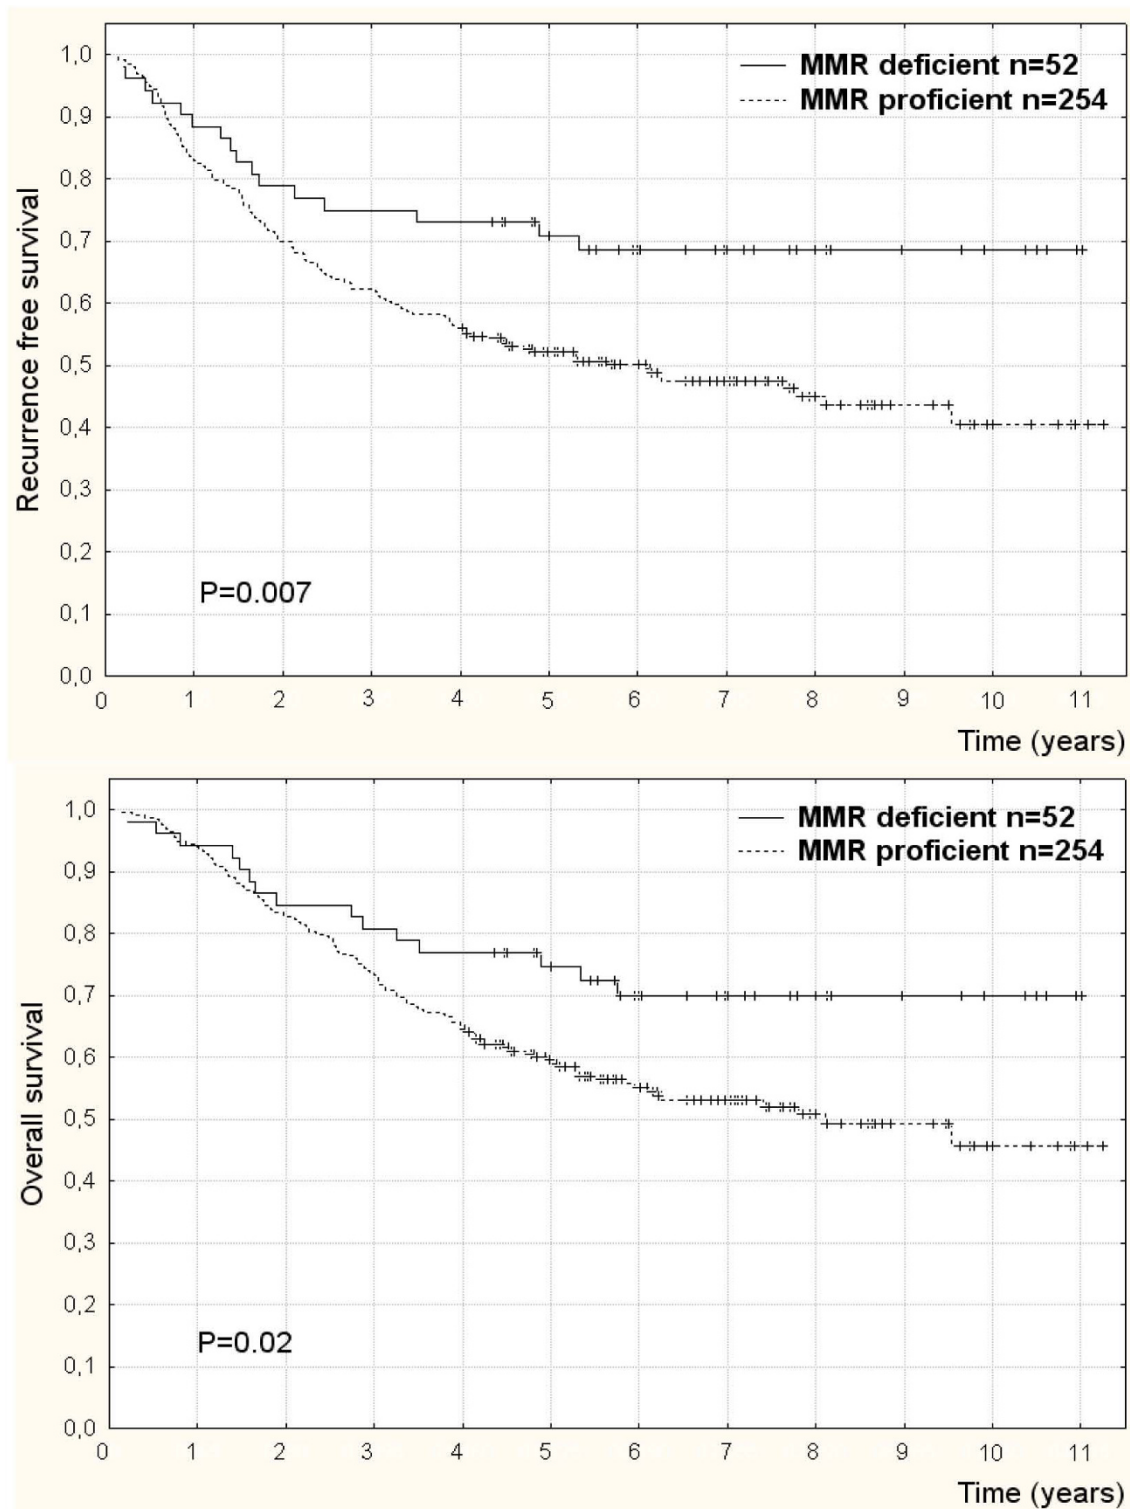 MMR deficient n=52
MMR proficient n=254
Recurrence free survival
1,0
0,9
0,8
0,7
0,6
0,5
0,4
0,3
0,2
0,1
0,0
P=0.007
0 1 2 3 4 5 6 7 8 9 10 11
Time (years)
MMR deficient n=52
MMR proficient n=254
Overall survival
1,0
0,9
0,8
0,7
0,6
0,5
0,4
0,3
0,2
0,1
0,0
P=0.02
0 1 2 3 4 5 6 7 8 9 10 11
Time (years)